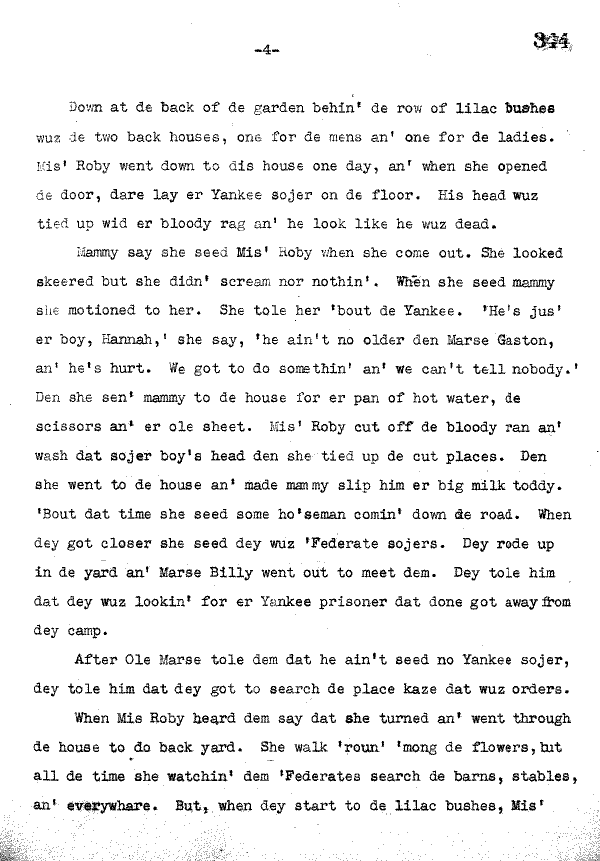 -4-
344
Down at de back of de garden behin' de row of lilac bushes
wuz de two back houses, one for de mens an' one for de ladies.
Mis' Roby went down to dis house one day, an' when she opened
de door, dare lay er Yankee sojer on de floor. His head wuz
tied up wid er bloody rag an' he look like he wuz dead.
Mammy say she seed Mis' Roby when she come out. She looked
skeered but she didn' scream nor nothin'. When she seed mammy
she motioned to her. She tole her 'bout de Yankee. 'He's jus'
er boy, Hannah,' she say, 'he ain't no older den Marse Gaston,
an' he's hurt. We got to do somethin' an' we can't tell nobody.'
Den she sen' mammy to de house for er pan of hot water, de
scissors an' er ole sheet. Mis' Roby cut off de bloody ran an'
wash dat sojer boy's head den she tied up de cut places. Den
she went to de house an' made mammy slip him er big milk toddy.
'Bout dat time she seed some ho'seman comin' down de road. When
dey got closer she seed dey wuz 'Federate sojers. Dey rode up
in de yard an' Marse Billy went out to meet dem. Dey tole him
dat dey wuz lookin' for er Yankee prisoner dat done got away from
dey camp.
After Ole Marse tole dem dat he ain't seed no Yankee sojer,
dey tole him dat dey got to search de place kaze dat wuz orders.
When Mis Roby heard dem say dat she turned an' went through
de house to do back yard. She walk 'roun' 'mong de flowers, but
all de time she watchin' dem 'Federates search de barns, stables,
an' everywhare. But, when dey start to de lilac bushes, Mis'